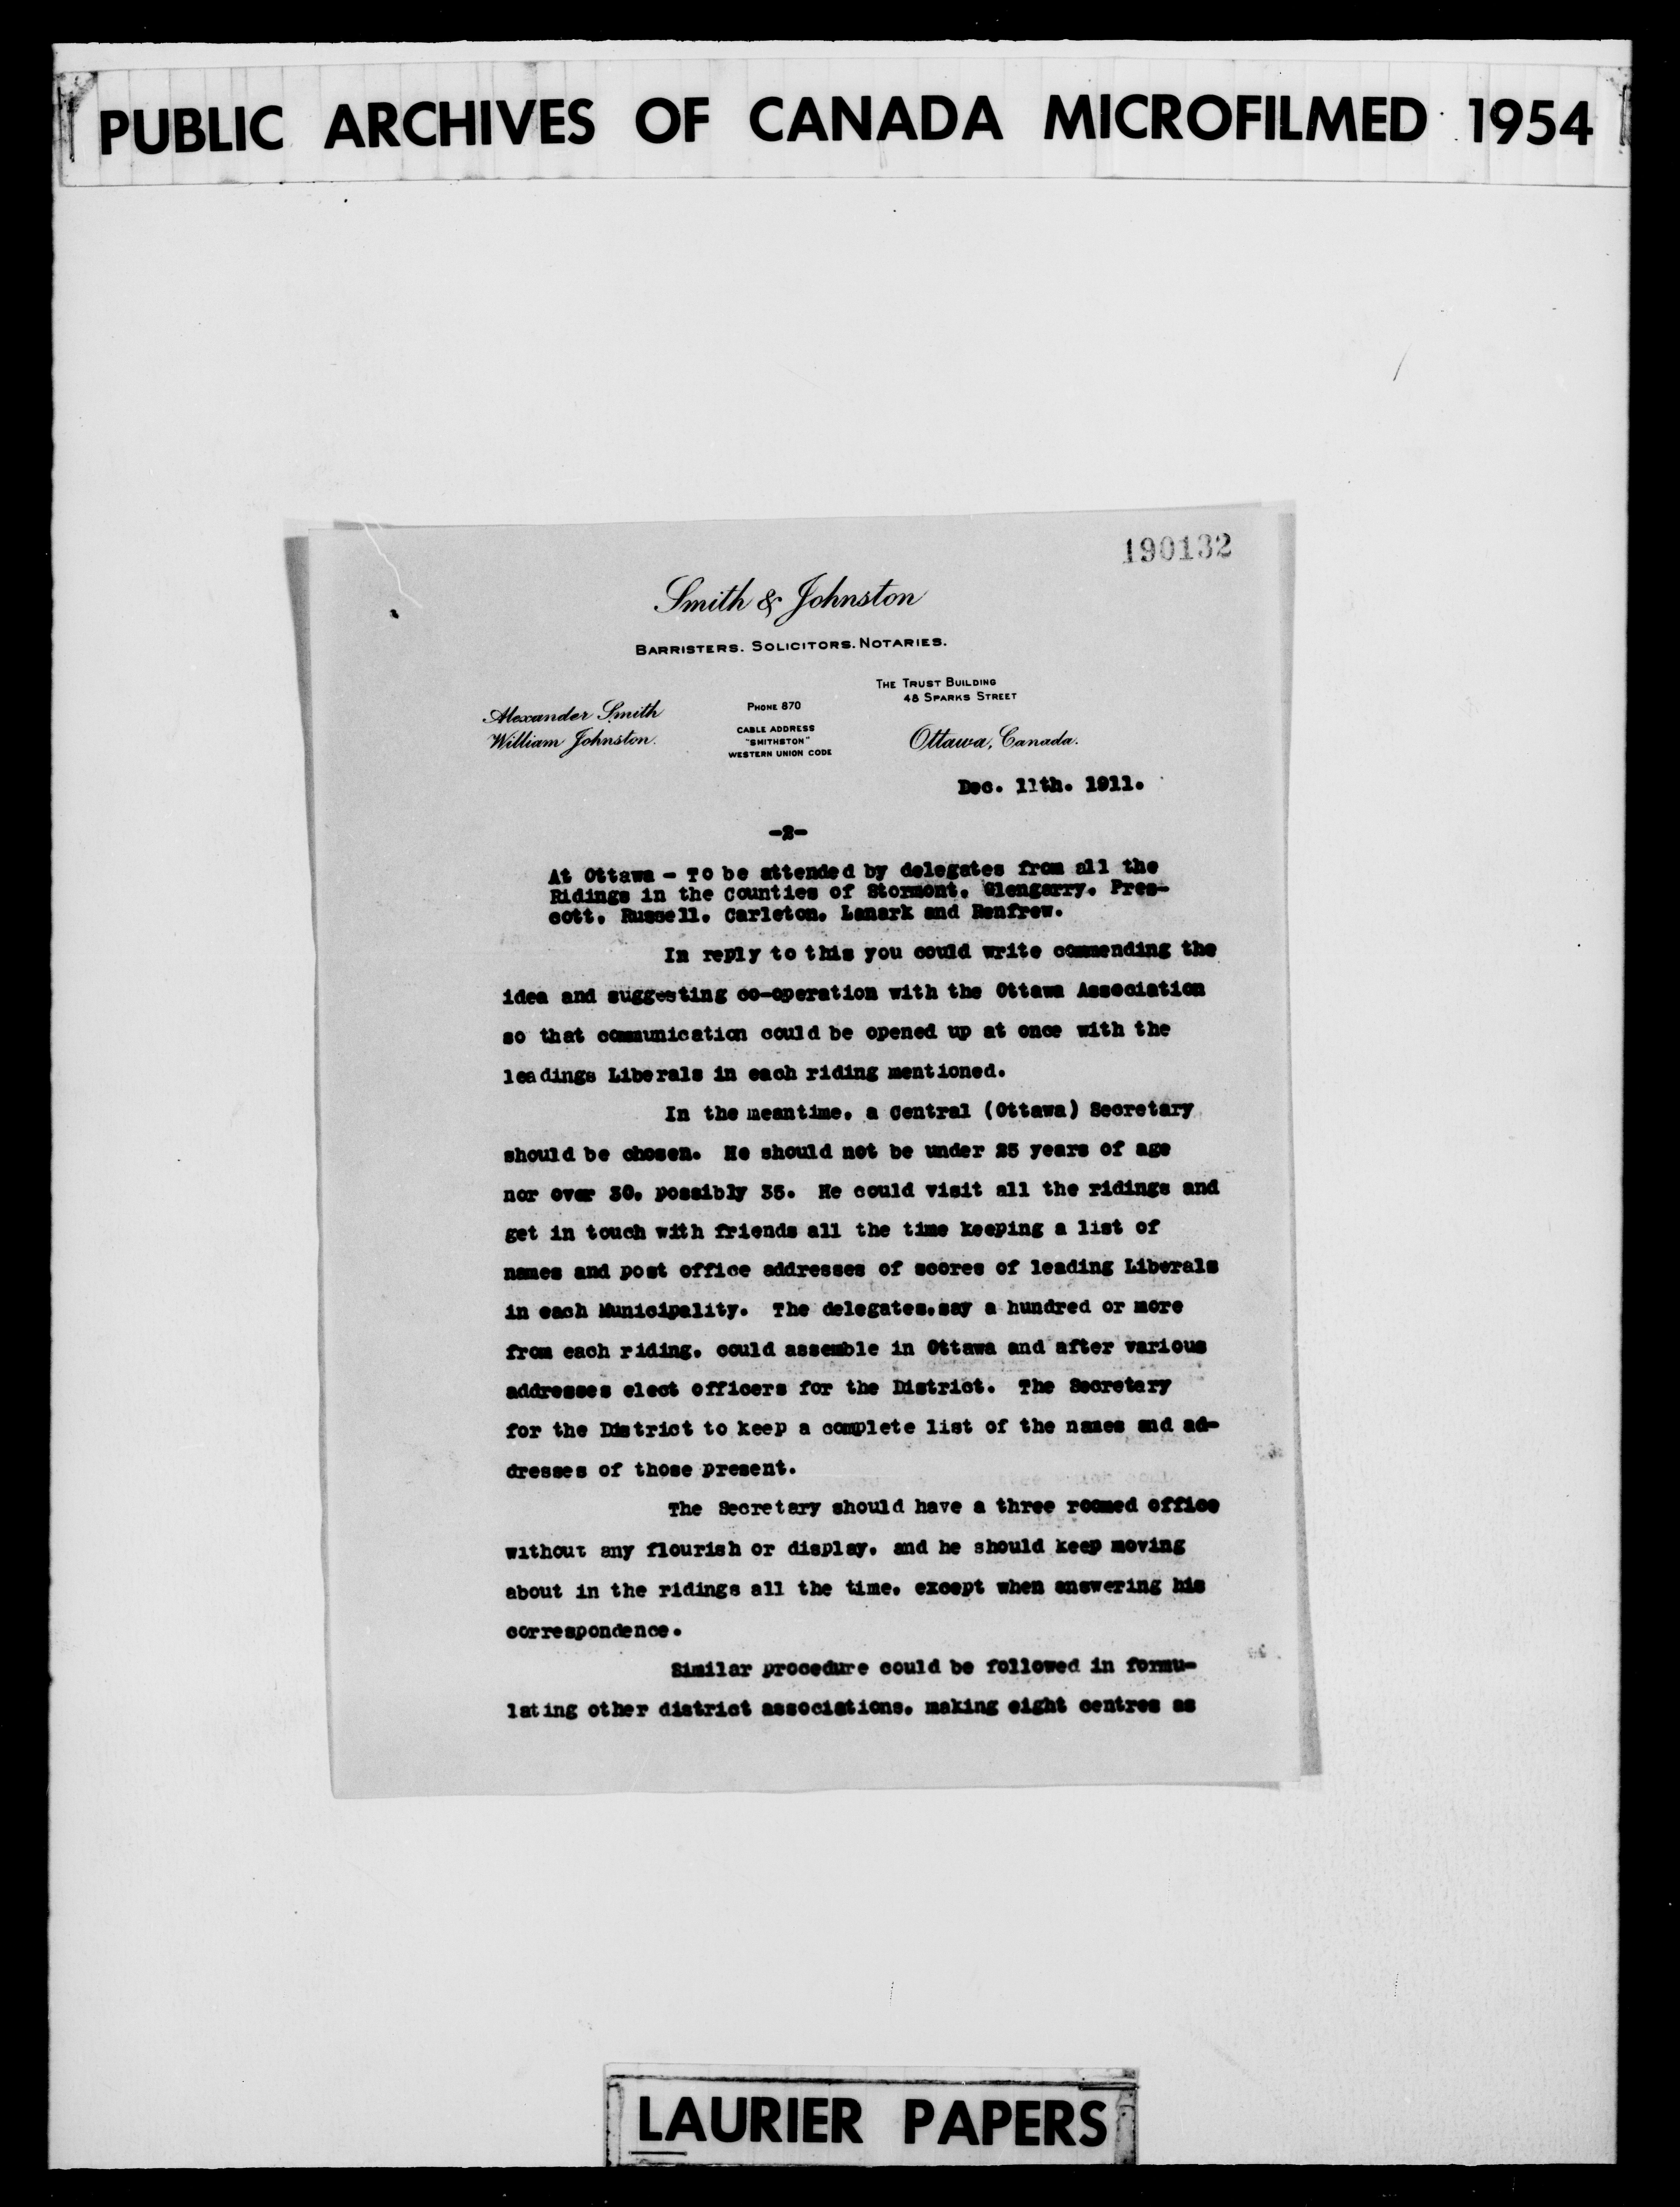 PUBLIC ARCHIVES OF CANADA MICROFILMED 1954
190132
Smith & Johnston
BARRISTERS. SOLICITORS. NOTARIES.
THE TRUST BUILDING
48 SPARKS STREET
Alexander Smith
William Johnston.
PHONE 870
CABLE ADDRESS
"SMITHSTON"
WESTERN UNION CODE
Ottawa, Canada.
Dec. 11th. 1911.
-2-
At Ottawa - To be attended by delegates from all the
Ridings in the Counties of Stormont, Glengarry, Pres-
cott, Russell, Carleton, Lanark and Renfrew.
In reply to this you could write commending the
idea and suggesting co-operation with the Ottawa Association
so that communication could be opened up at once with the
leadings Liberals in each riding mentioned.
In the meantime, a Central (Ottawa) Secretary
should be chosen. He should not be under 25 years of age
nor over 30, possibly 35. He could visit all the ridings and
get in touch with friends all the time keeping a list of
names and post office addresses of scores of leading Liberals
in each Municipality. The delegates,say a hundred or more
from each riding, could assemble in Ottawa and after various
addresses elect officers for the District. The Secretary
for the District to keep a complete list of the names and ad-
dresses of those present.
The Secretary should have a three roomed office
without any flourish or display, and he should keep moving
about in the ridings all the time, except when answering his
correspondence.
Similar procedure could be followed in formu-
lating other district associations, making eight centres as
LAURIER PAPERS